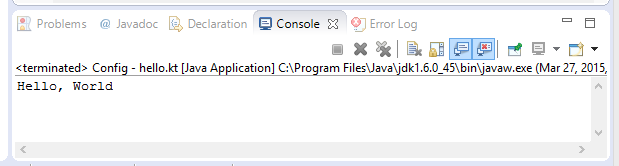 Problems @ Javadoc Declaration Console Error Log
<terminated> Config - hello.kt [Java Application] C:\Program Files\Java\jdk1.6.0_45\bin\javaw.exe (Mar 27, 2015,
Hello, World